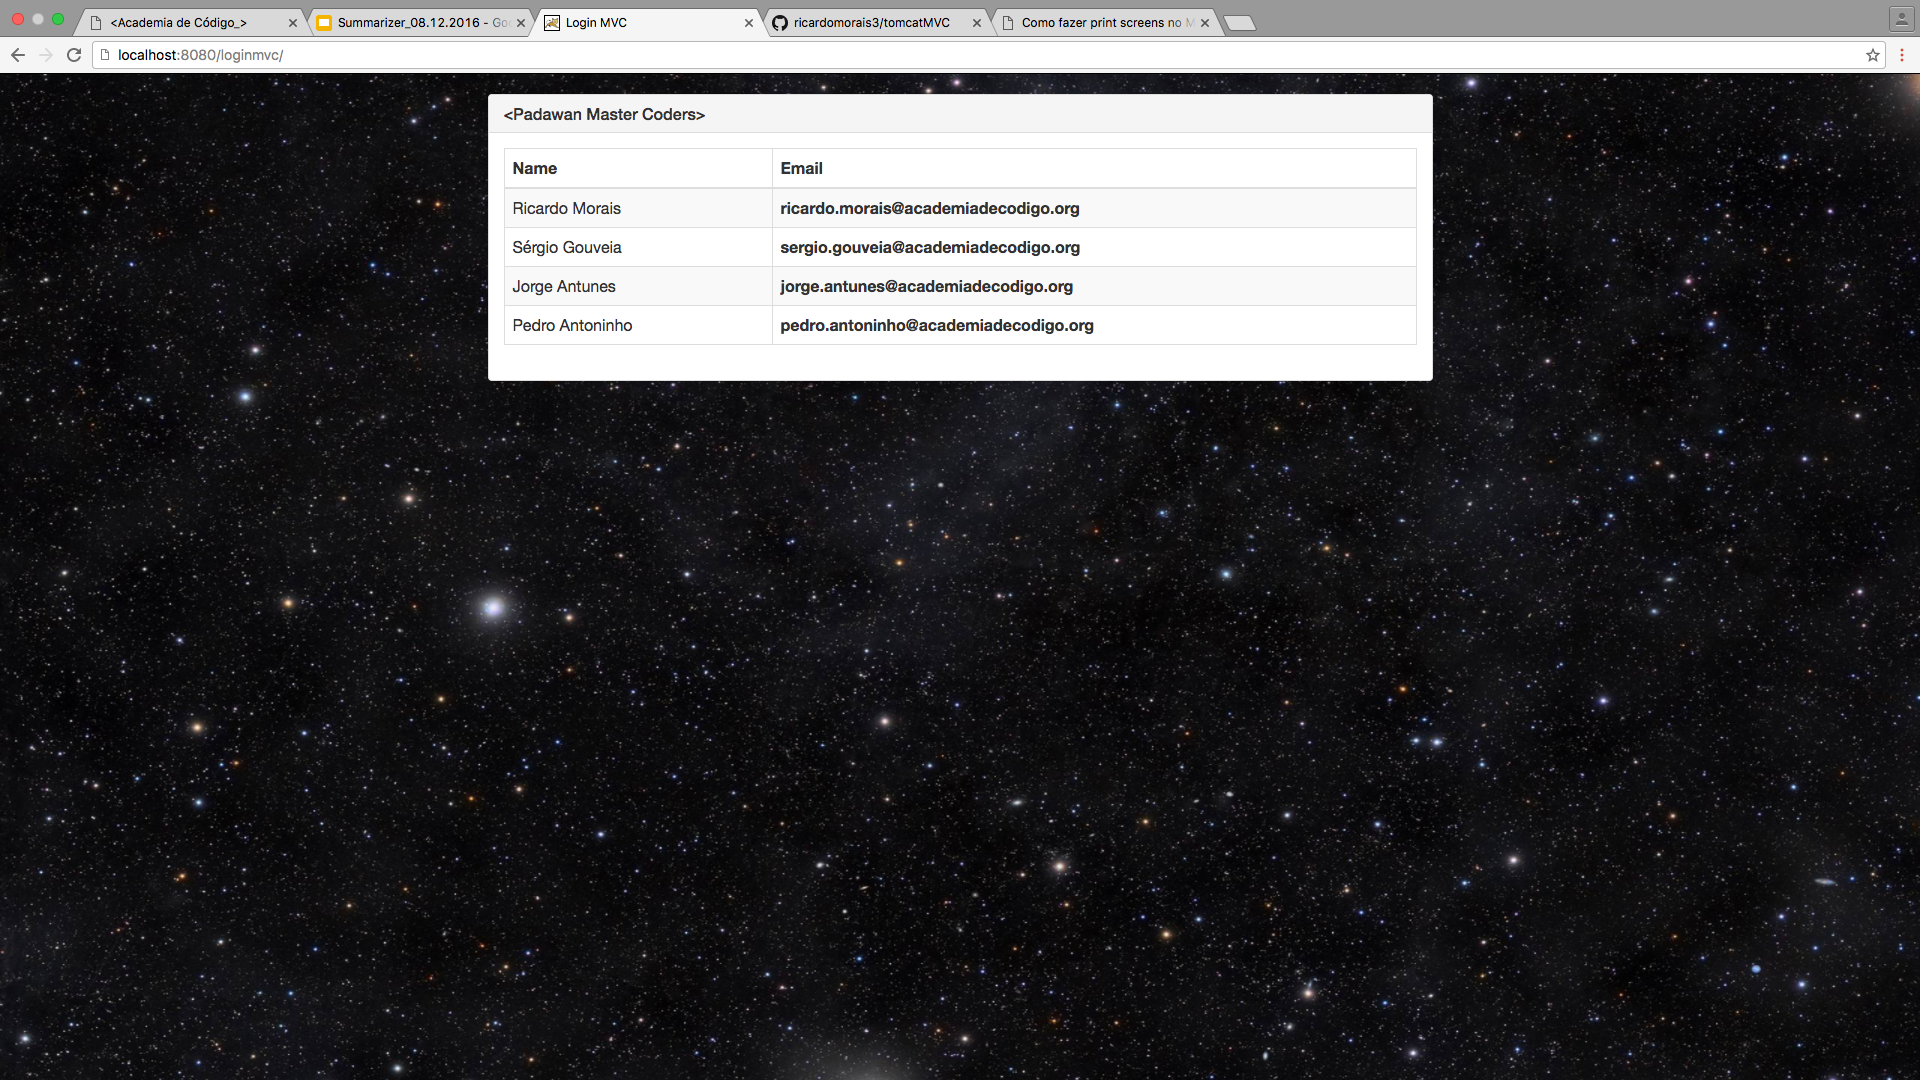 <Academia de Código_>
Summarizer_08.12.2016 - Goo
Login MVC
ricardomorais3/tomcatMVC
Como fazer print screens no M
localhost:8080/loginmvc/
<Padawan Master Coders>
Name Email
Ricardo Morais ricardo.morais@academiadecodigo.org
Sérgio Gouveia sergio.gouveia@academiadecodigo.org
Jorge Antunes jorge.antunes@academiadecodigo.org
Pedro Antoninho pedro.antoninho@academiadecodigo.org